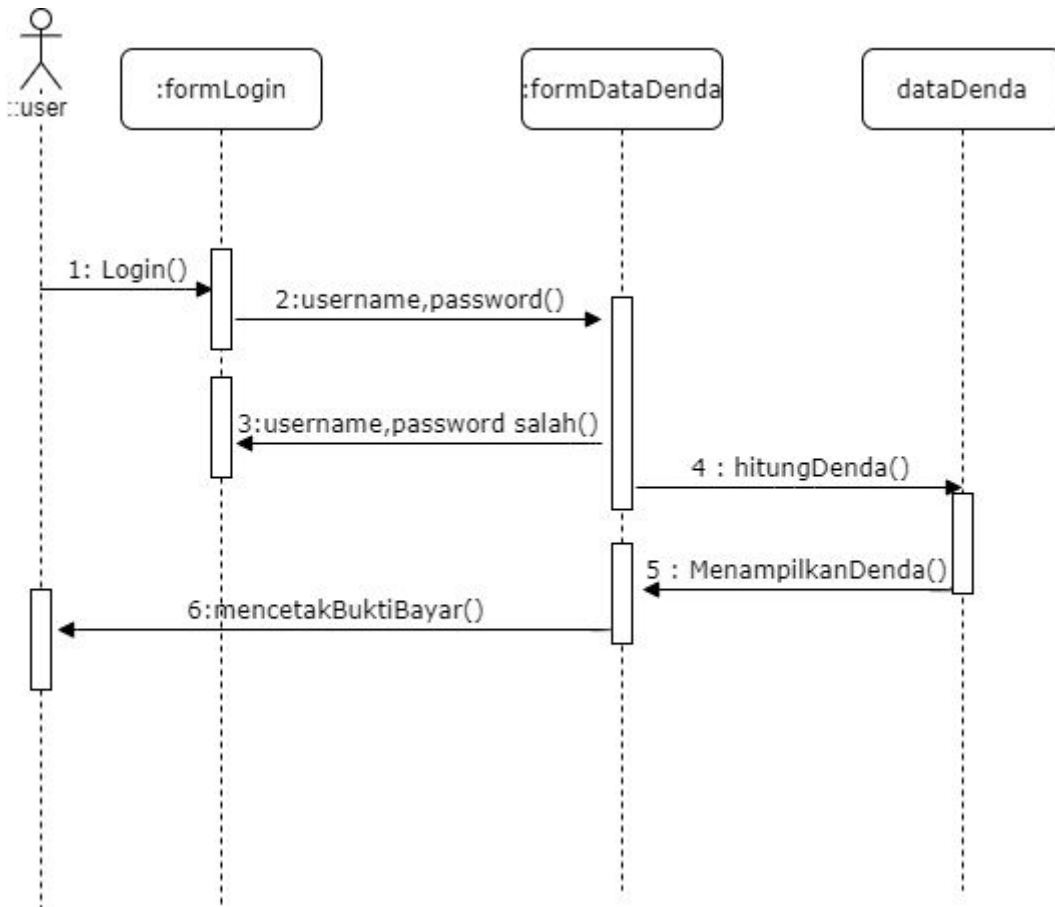 ::user
:formLogin
:formDataDenda
dataDenda
1: Login()
2:username,password()
3:username,password salah()
4 : hitungDenda()
5 : MenampilkanDenda()
6:mencetakBuktiBayar()